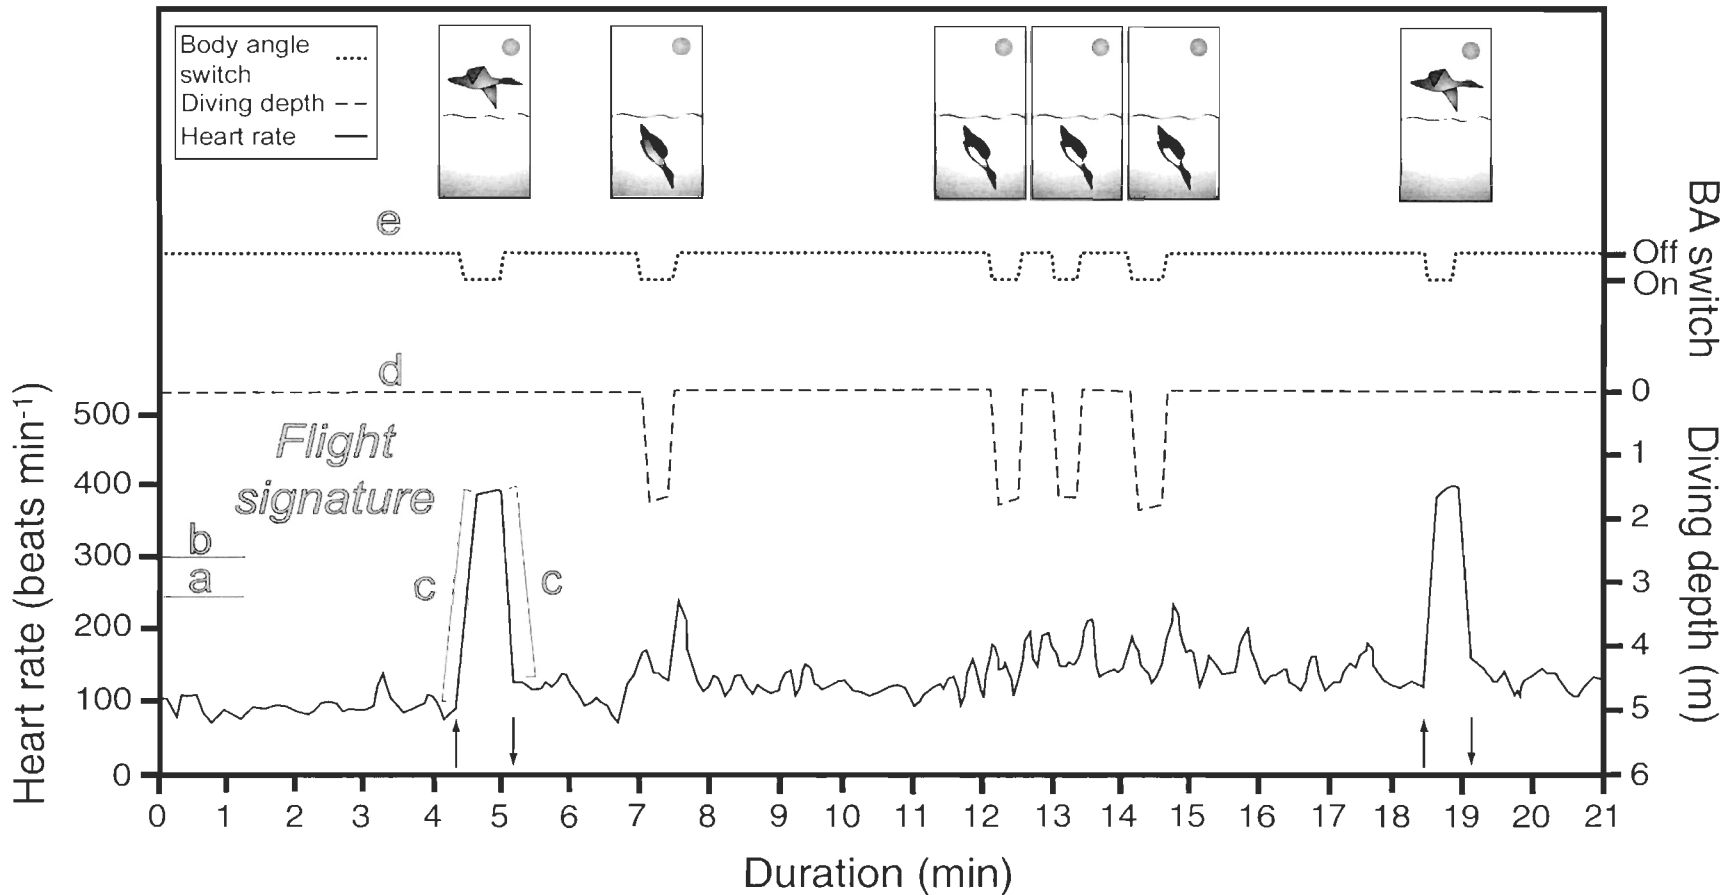 Body angle
switch
Diving depth
Heart rate
e
d
Flight
signature
b
a
c
c
Heart rate (beats min-1)
500
400
300
200
100
0
Off
On
BA switch
0
1
2
3
4
5
6
Diving depth (m)
0 1 2 3 4 5 6 7 8 9 10 11 12 13 14 15 16 17 18 19 20 21
Duration (min)